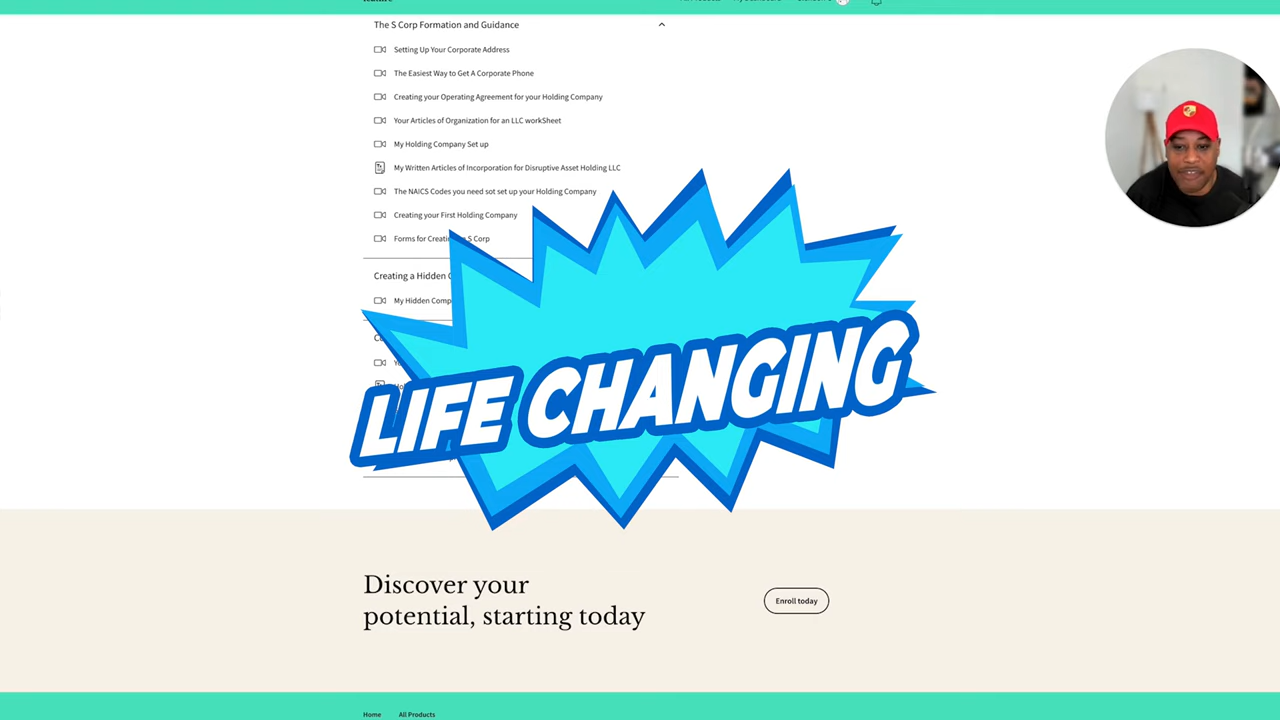 The S Corp Formation and Guidance
Setting Up Your Corporate Address
The Easiest Way to Get A Corporate Phone
Creating your Operating Agreement for your Holding Company
Your Articles of Organization for an LLC workSheet
My Holding Company Set up
My Written Articles of Incorporation for Disruptive Asset Holding LLC
The NAICS Codes you need sot set up your Holding Company
Creating your First Holding Company
Forms for Creating S Corp
Creating a Hidden
My Hidden Comp
LIFE CHANGING
Discover your
potential, starting today
Enroll today
Home All Products